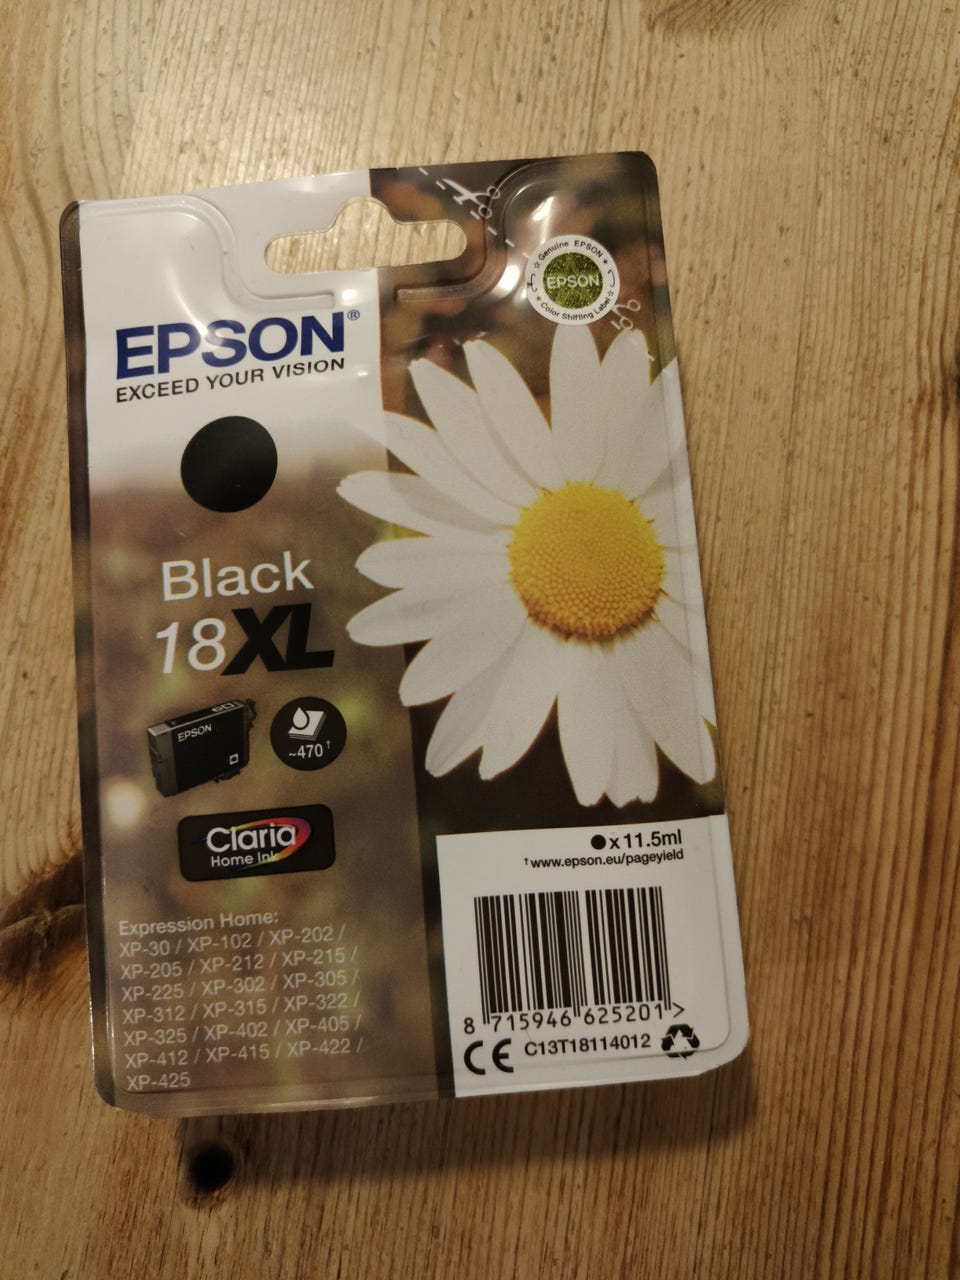 Genuine EPSON
EPSON
Color Shifting Label
EPSON®
EXCEED YOUR VISION
Black
18XL
EPSON
~470†
Claria
Home Ink
● x 11.5ml
†www.epson.eu/pageyield
Expression Home:
XP-30 / XP-102 / XP-202 /
XP-205 / XP-212 / XP-215 /
XP-225 / XP-302 / XP-305 /
XP-312 / XP-315 / XP-322 /
XP-325 / XP-402 / XP-405 /
XP-412 / XP-415 / XP-422 /
XP-425
8 715946 625201 >
CE C13T18114012